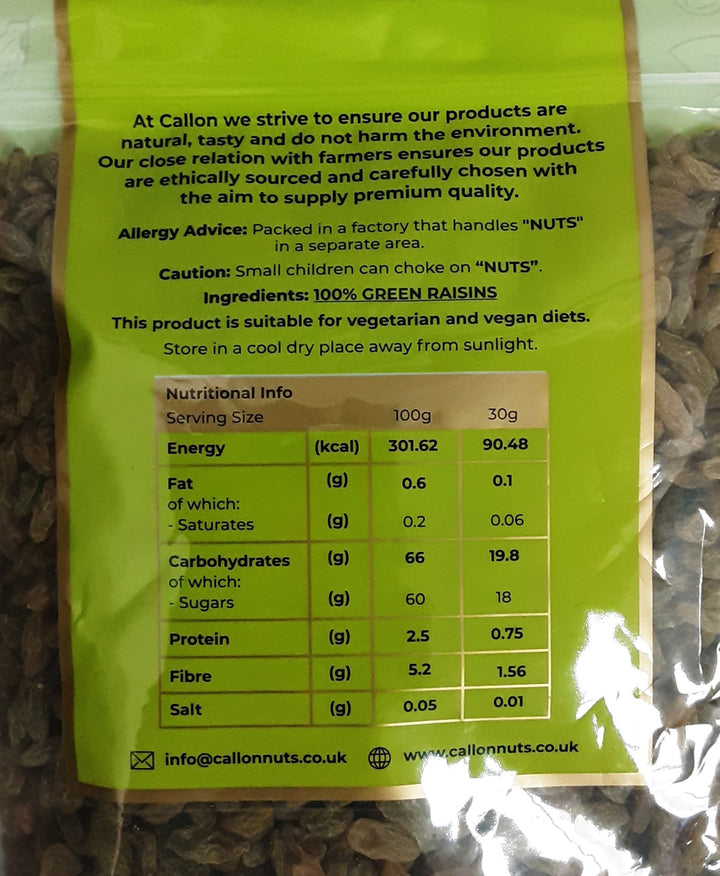 At Callon we strive to ensure our products are
natural, tasty and do not harm the environment.
Our close relation with farmers ensures our products
are ethically sourced and carefully chosen with
the aim to supply premium quality.
Allergy Advice: Packed in a factory that handles "NUTS"
in a separate area.
Caution: Small children can choke on “NUTS”.
Ingredients: 100% GREEN RAISINS
This product is suitable for vegetarian and vegan diets.
Store in a cool dry place away from sunlight.
Nutritional Info
Serving Size 100g 30g
Energy (kcal) 301.62 90.48
Fat (g) 0.6 0.1
of which:
- Saturates (g) 0.2 0.06
Carbohydrates (g) 66 19.8
of which:
- Sugars (g) 60 18
Protein (g) 2.5 0.75
Fibre (g) 5.2 1.56
Salt (g) 0.05 0.01
info@callonnuts.co.uk www.callonnuts.co.uk